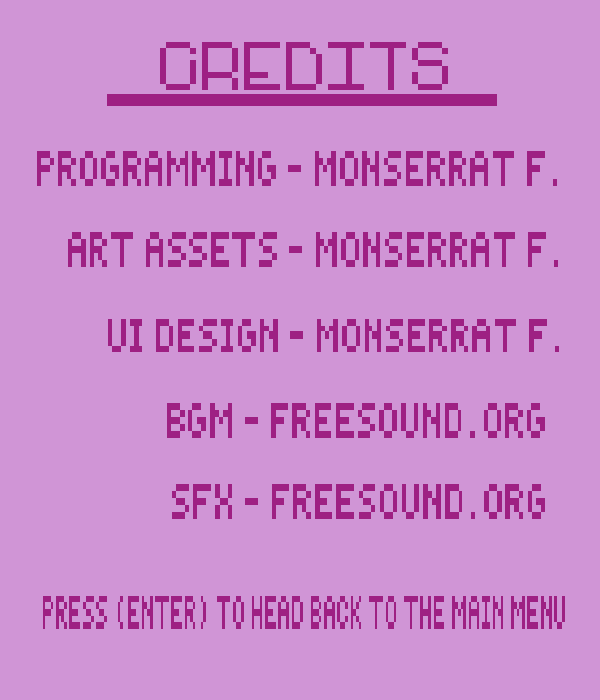 CREDITS
PROGRAMMING - MONSERRAT F.
ART ASSETS - MONSERRAT F.
UI DESIGN - MONSERRAT F.
BGM - FREESOUND.ORG
SFX - FREESOUND.ORG
PRESS (ENTER) TO HEAD BACK TO THE MAIN MENU